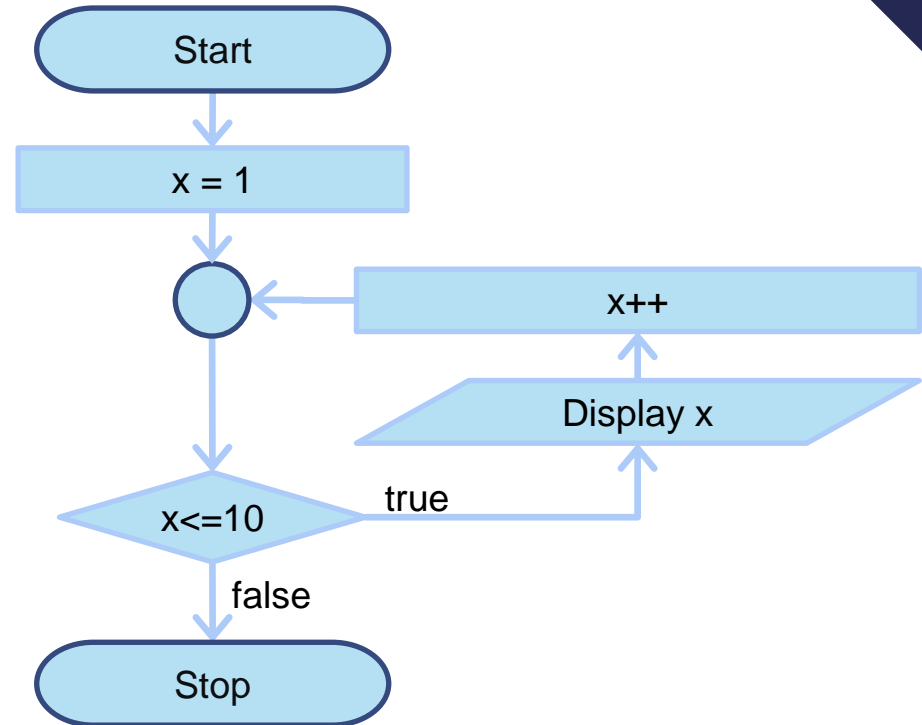 Start
x = 1
x++
Display x
x<=10
true
false
Stop